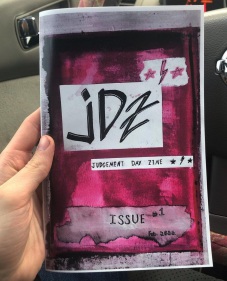 JDZ
JUDGEMENT DAY ZINE
ISSUE #1